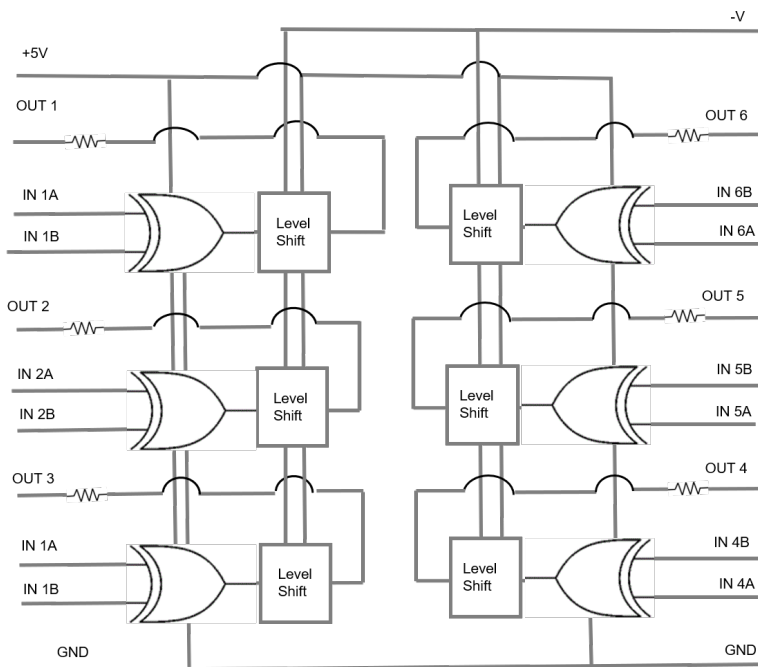 -V
+5V
OUT 1
OUT 6
IN 1A
IN 6B
Level
Shift
Level
Shift
IN 1B
IN 6A
OUT 2
OUT 5
IN 2A
IN 5B
Level
Shift
Level
Shift
IN 2B
IN 5A
OUT 3
OUT 4
IN 1A
IN 4B
Level
Shift
Level
Shift
IN 1B
IN 4A
GND
GND